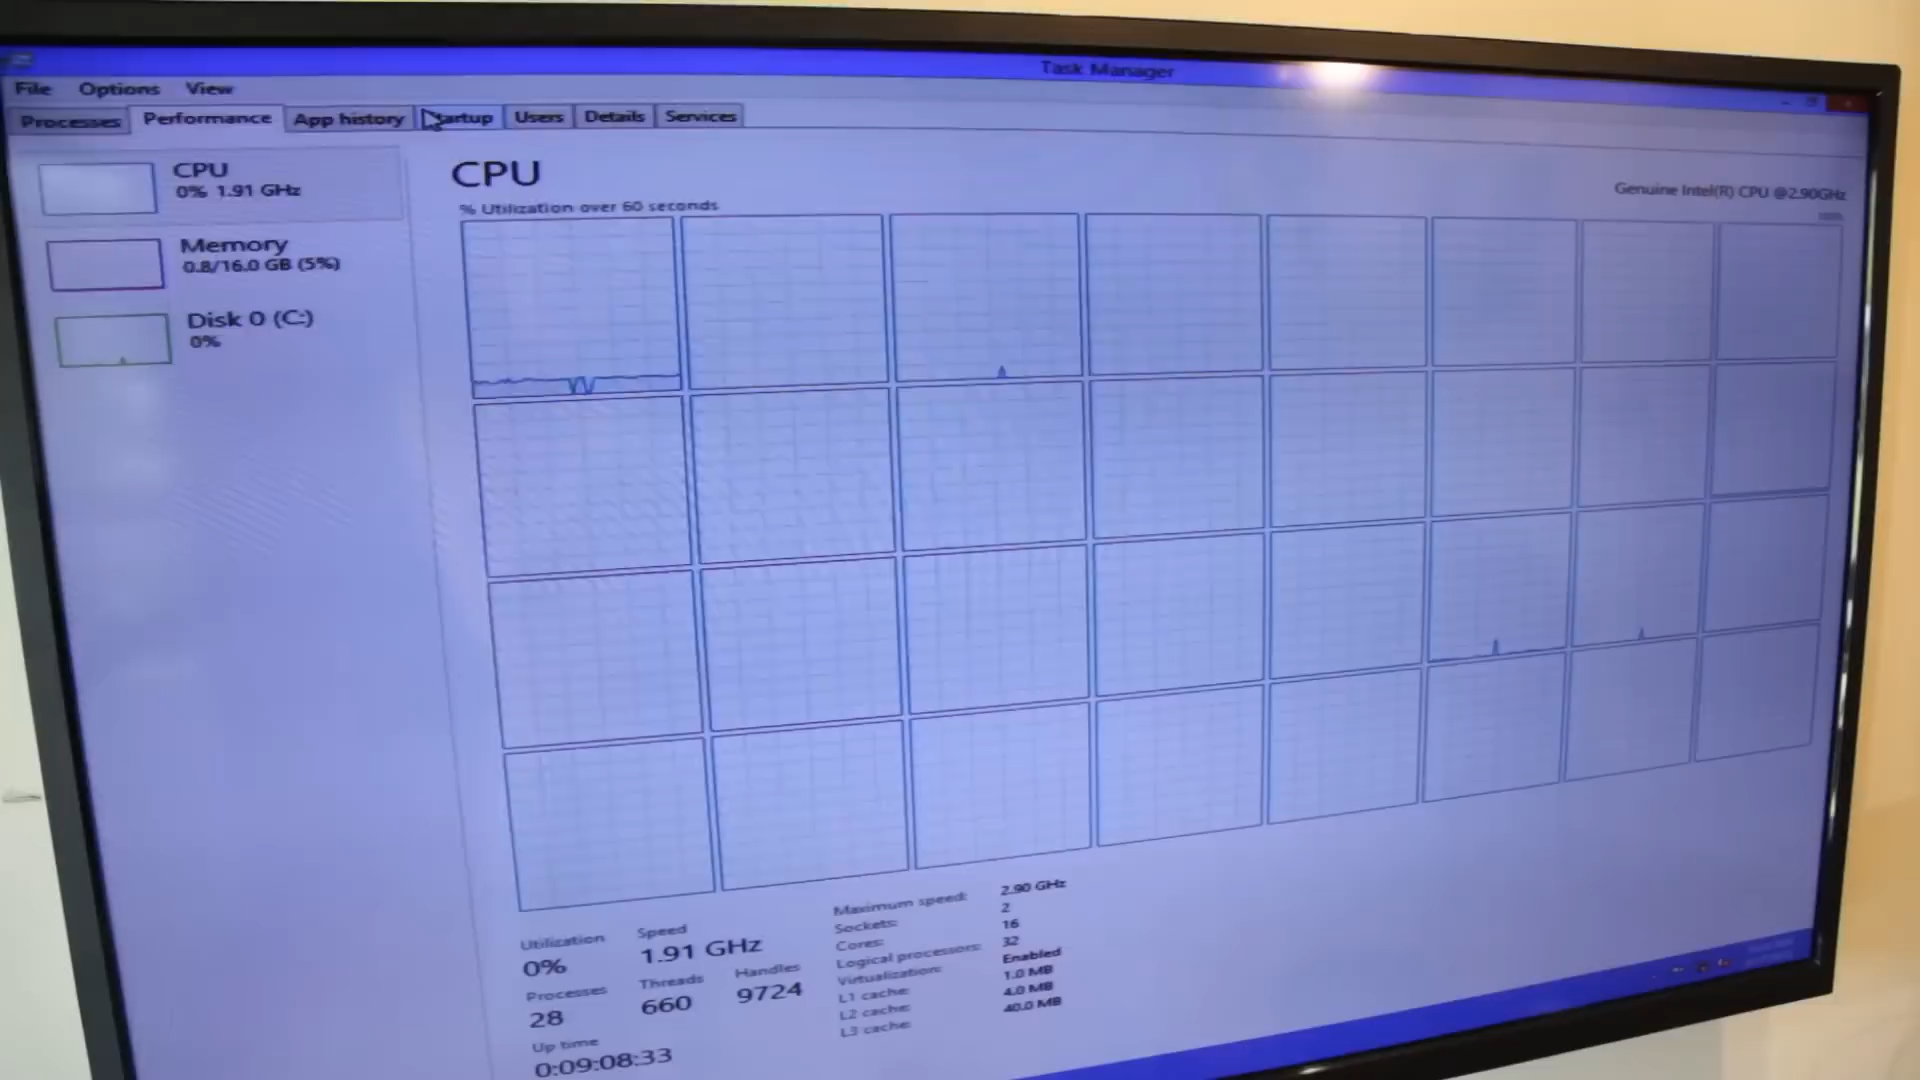 Task Manager
File Options View
Processes Performance App history Startup Users Details Services
CPU
0% 1.91 GHz
Memory
0.8/16.0 GB (5%)
Disk 0 (C:)
0%
CPU
Genuine Intel(R) CPU @2.90GHz
% Utilization over 60 seconds
100%
Utilization
0%
Speed
1.91 GHz
Processes
28
Threads
660
Handles
9724
Up time
0:09:08:33
Maximum speed: 2.90 GHz
Sockets: 2
Cores: 16
Logical processors: 32
Virtualization: Enabled
L1 cache: 1.0 MB
L2 cache: 4.0 MB
L3 cache: 40.0 MB